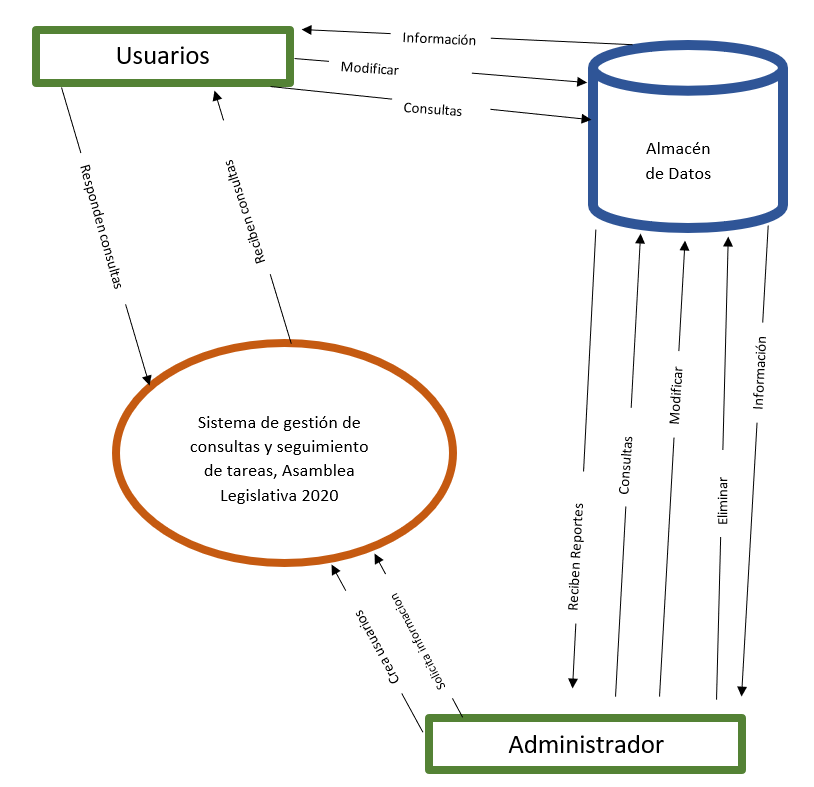 Usuarios
Información
Modificar
Consultas
Almacén
de Datos
Responden consultas
Reciben consultas
Sistema de gestión de
consultas y seguimiento
de tareas, Asamblea
Legislativa 2020
Reciben Reportes
Consultas
Modificar
Eliminar
Información
Crea usuarios
Solicita informacion
Administrador